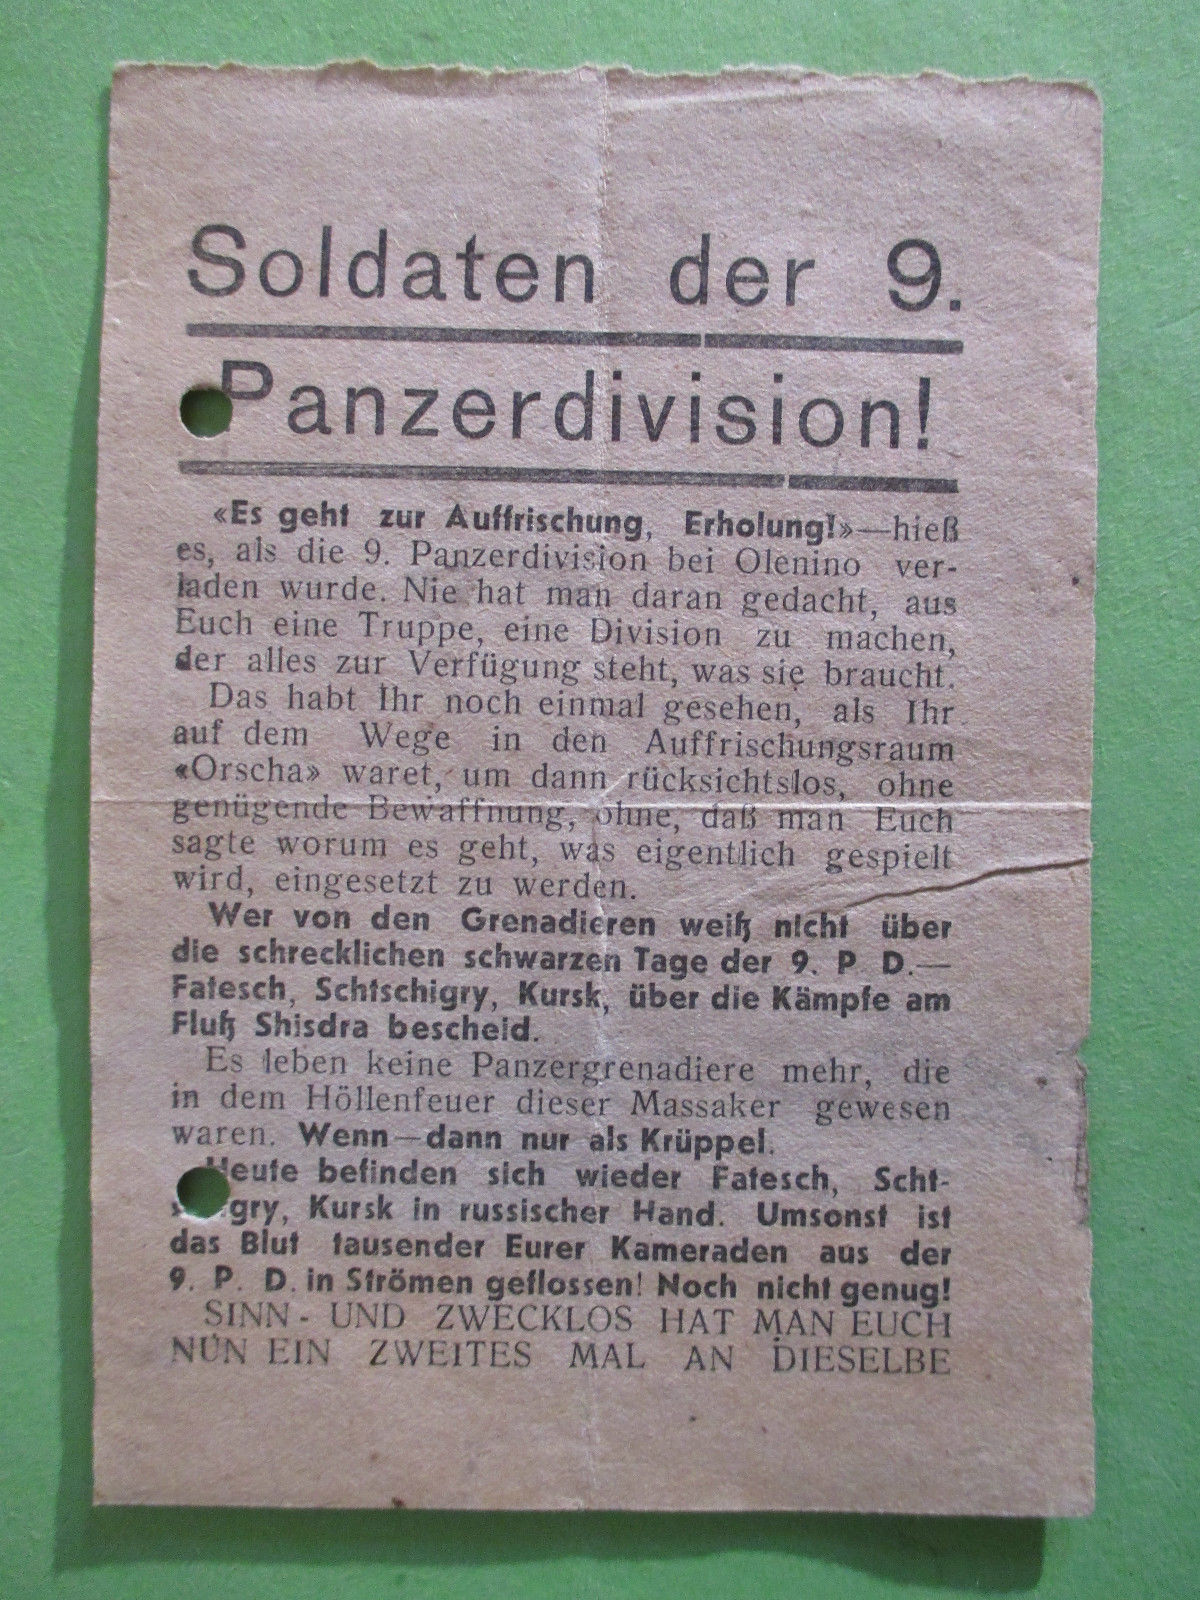 Soldaten der 9.
Panzerdivision!
«Es geht zur Auffrischung, Erholung!»—hieß
es, als die 9. Panzerdivision bei Olenino ver-
laden wurde. Nie hat man daran gedacht, aus
Euch eine Truppe, eine Division zu machen,
der alles zur Verfügung steht, was sie braucht.
Das habt Ihr noch einmal gesehen, als Ihr
auf dem Wege in den Auffrischungsraum
«Orscha» waret, um dann rücksichtslos, ohne
genügende Bewaffnung, ohne, daß man Euch
sagte worum es geht, was eigentlich gespielt
wird, eingesetzt zu werden.
Wer von den Grenadieren weiß nicht über
die schrecklichen schwarzen Tage der 9. P D.—
Fatesch, Schtschigry, Kursk, über die Kämpfe am
Fluß Shisdra bescheid.
Es leben keine Panzergrenadiere mehr, die
in dem Höllenfeuer dieser Massaker gewesen
waren. Wenn—dann nur als Krüppel.
Heute befinden sich wieder Fatesch, Scht-
gry, Kursk in russischer Hand. Umsonst ist
das Blut tausender Eurer Kameraden aus der
9. P. D. in Strömen geflossen! Noch nicht genug!
SINN- UND ZWECKLOS HAT MAN EUCH
NUN EIN ZWEITES MAL AN DIESELBE